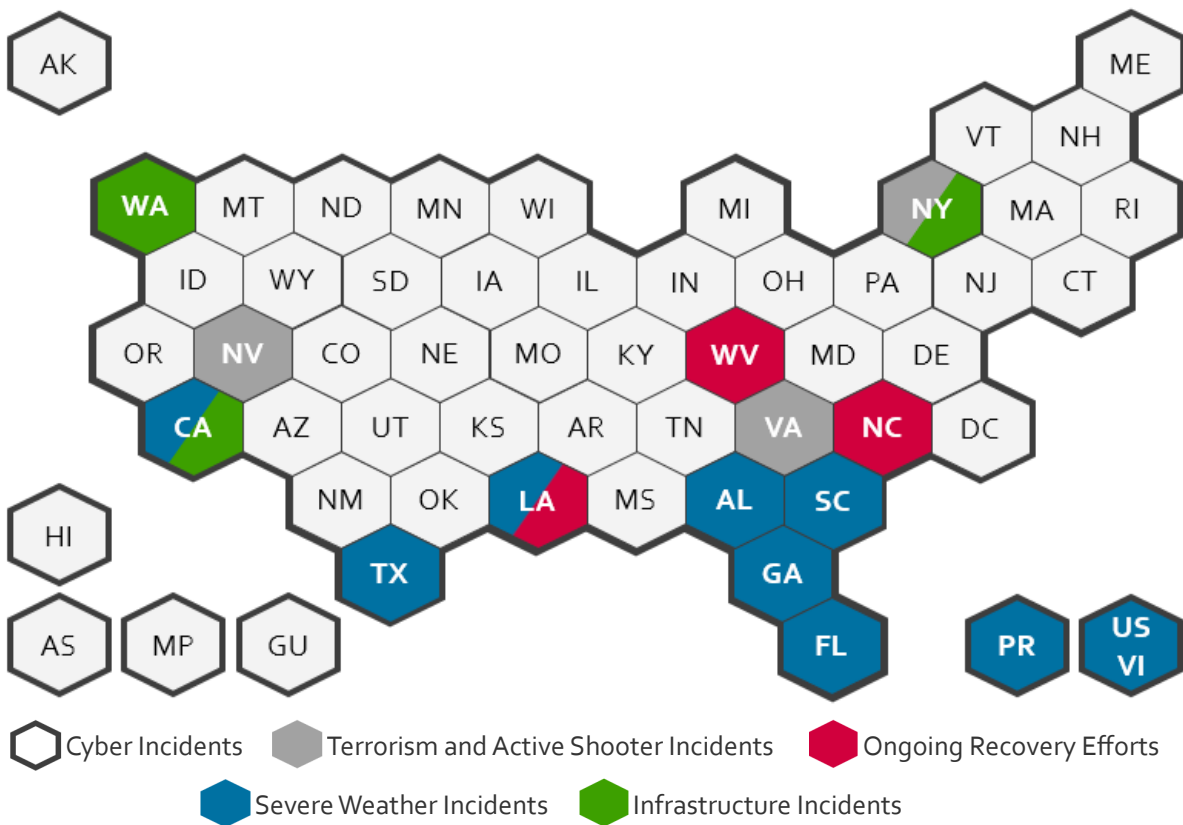 AK
ME
VT NH
WA MT ND MN WI MI NY MA RI
ID WY SD IA IL IN OH PA NJ CT
OR NV CO NE MO KY WV MD DE
CA AZ UT KS AR TN VA NC DC
NM OK LA MS AL SC
HI
TX GA
AS MP GU FL PR US
VI
Cyber Incidents Terrorism and Active Shooter Incidents Ongoing Recovery Efforts
Severe Weather Incidents Infrastructure Incidents